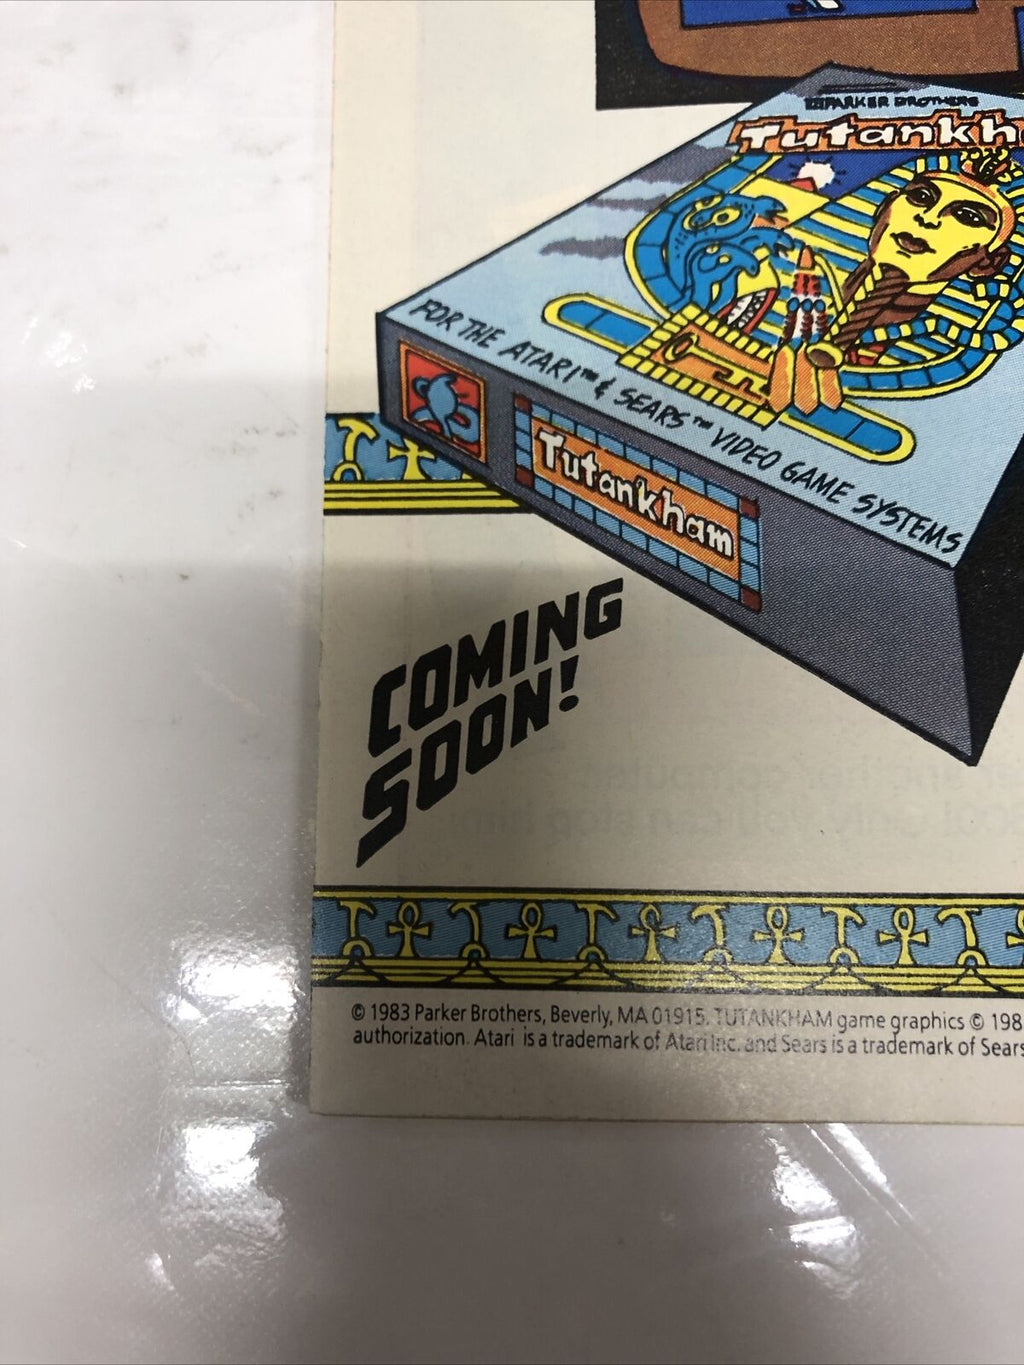 PARKER BROTHERS
Tutankh
FOR THE ATARI™ & SEARS™ VIDEO GAME SYSTEMS
Tutankham
COMING
SOON!
© 1983 Parker Brothers, Beverly, MA 01915. TUTANKHAM game graphics © 198
authorization. Atari is a trademark of Atari Inc. and Sears is a trademark of Sears